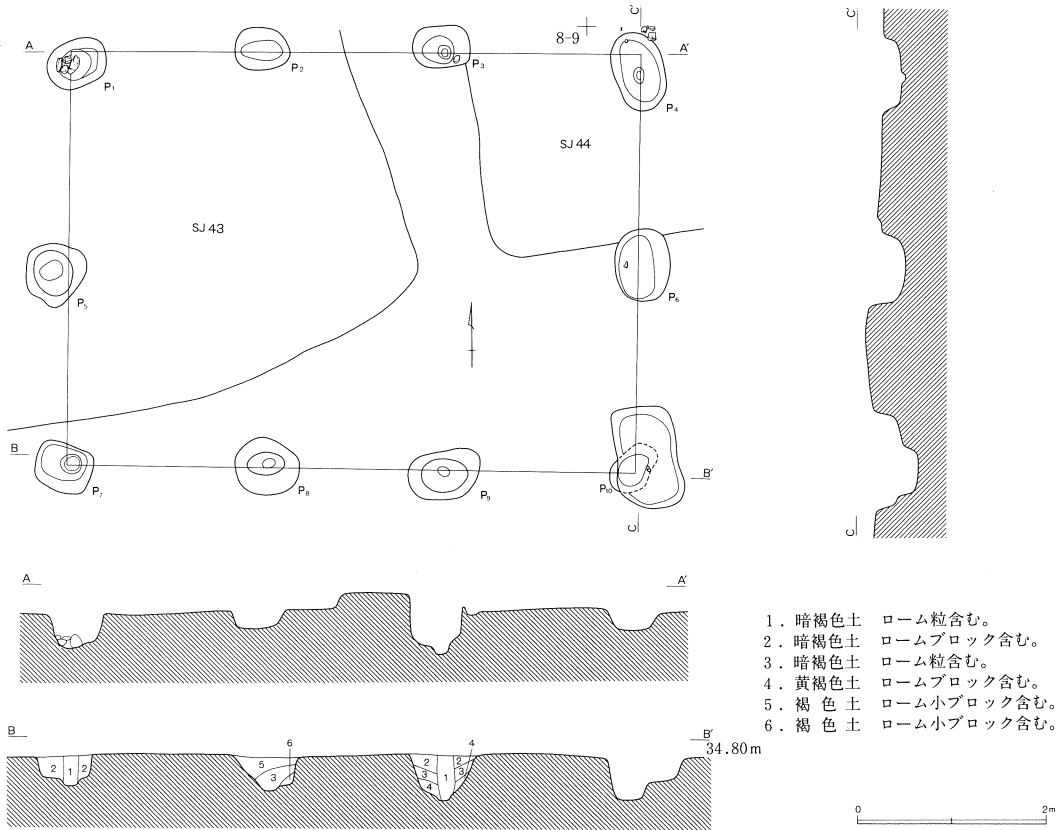 8-9
C'
C'
A
A'
P1
P2
P3
P4
SJ 44
SJ 43
P5
P6
B
B'
P7
P8
P9
P10
C
C
A
A'
1．暗褐色土　ローム粒含む。
2．暗褐色土　ロームブロック含む。
3．暗褐色土　ローム粒含む。
4．黄褐色土　ロームブロック含む。
5．褐 色 土　ローム小ブロック含む。
6．褐 色 土　ローム小ブロック含む。
B
B'
34.80m
6
4
2 1 2
5
3
2 2
3 1 3
4
0 2m